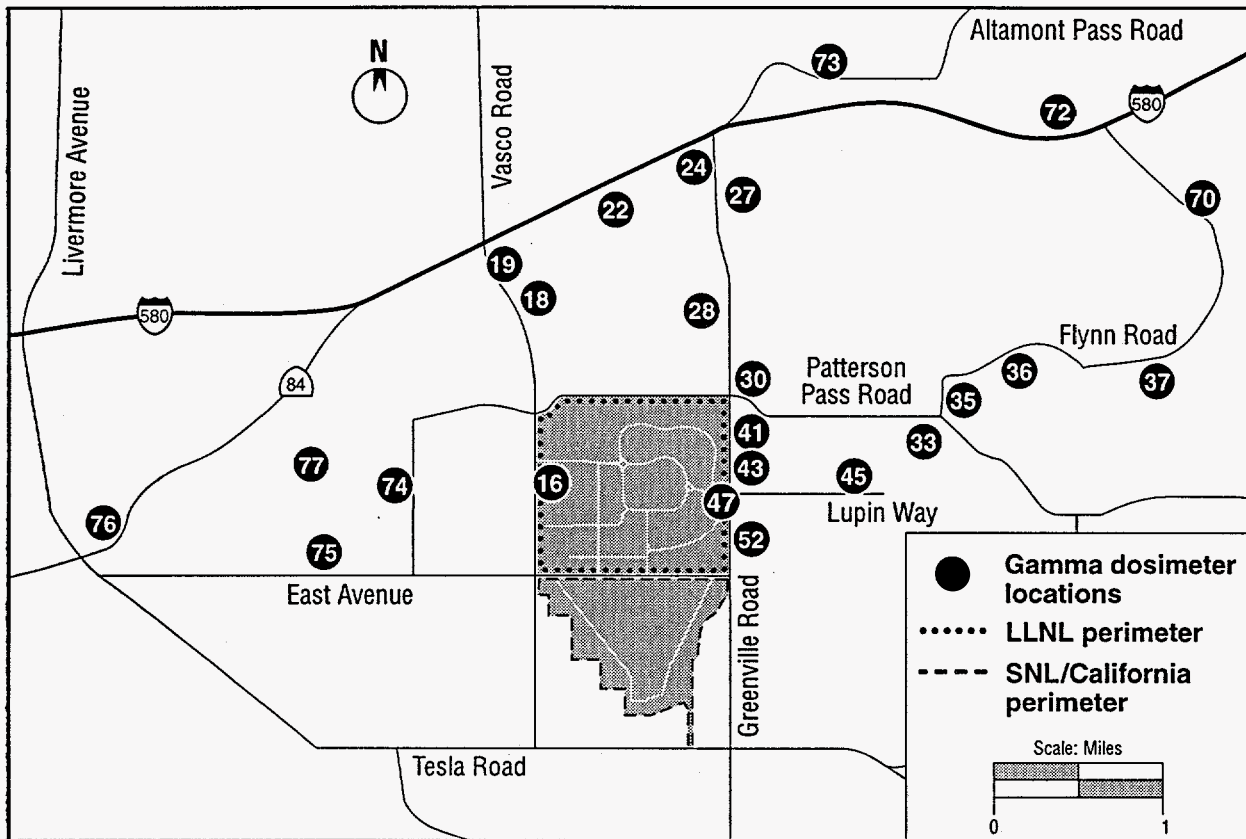 Altamont Pass Road
N
73
Livermore Avenue
Vasco Road
72
580
24
27
22
70
19
18
580
28
Flynn Road
84
30
Patterson
Pass Road
36
37
35
41
33
77
43
74
16
45
47
Lupin Way
76
52
75
East Avenue
Greenville Road
Tesla Road
Gamma dosimeter
locations
LLNL perimeter
SNL/California
perimeter
Scale: Miles
0 1